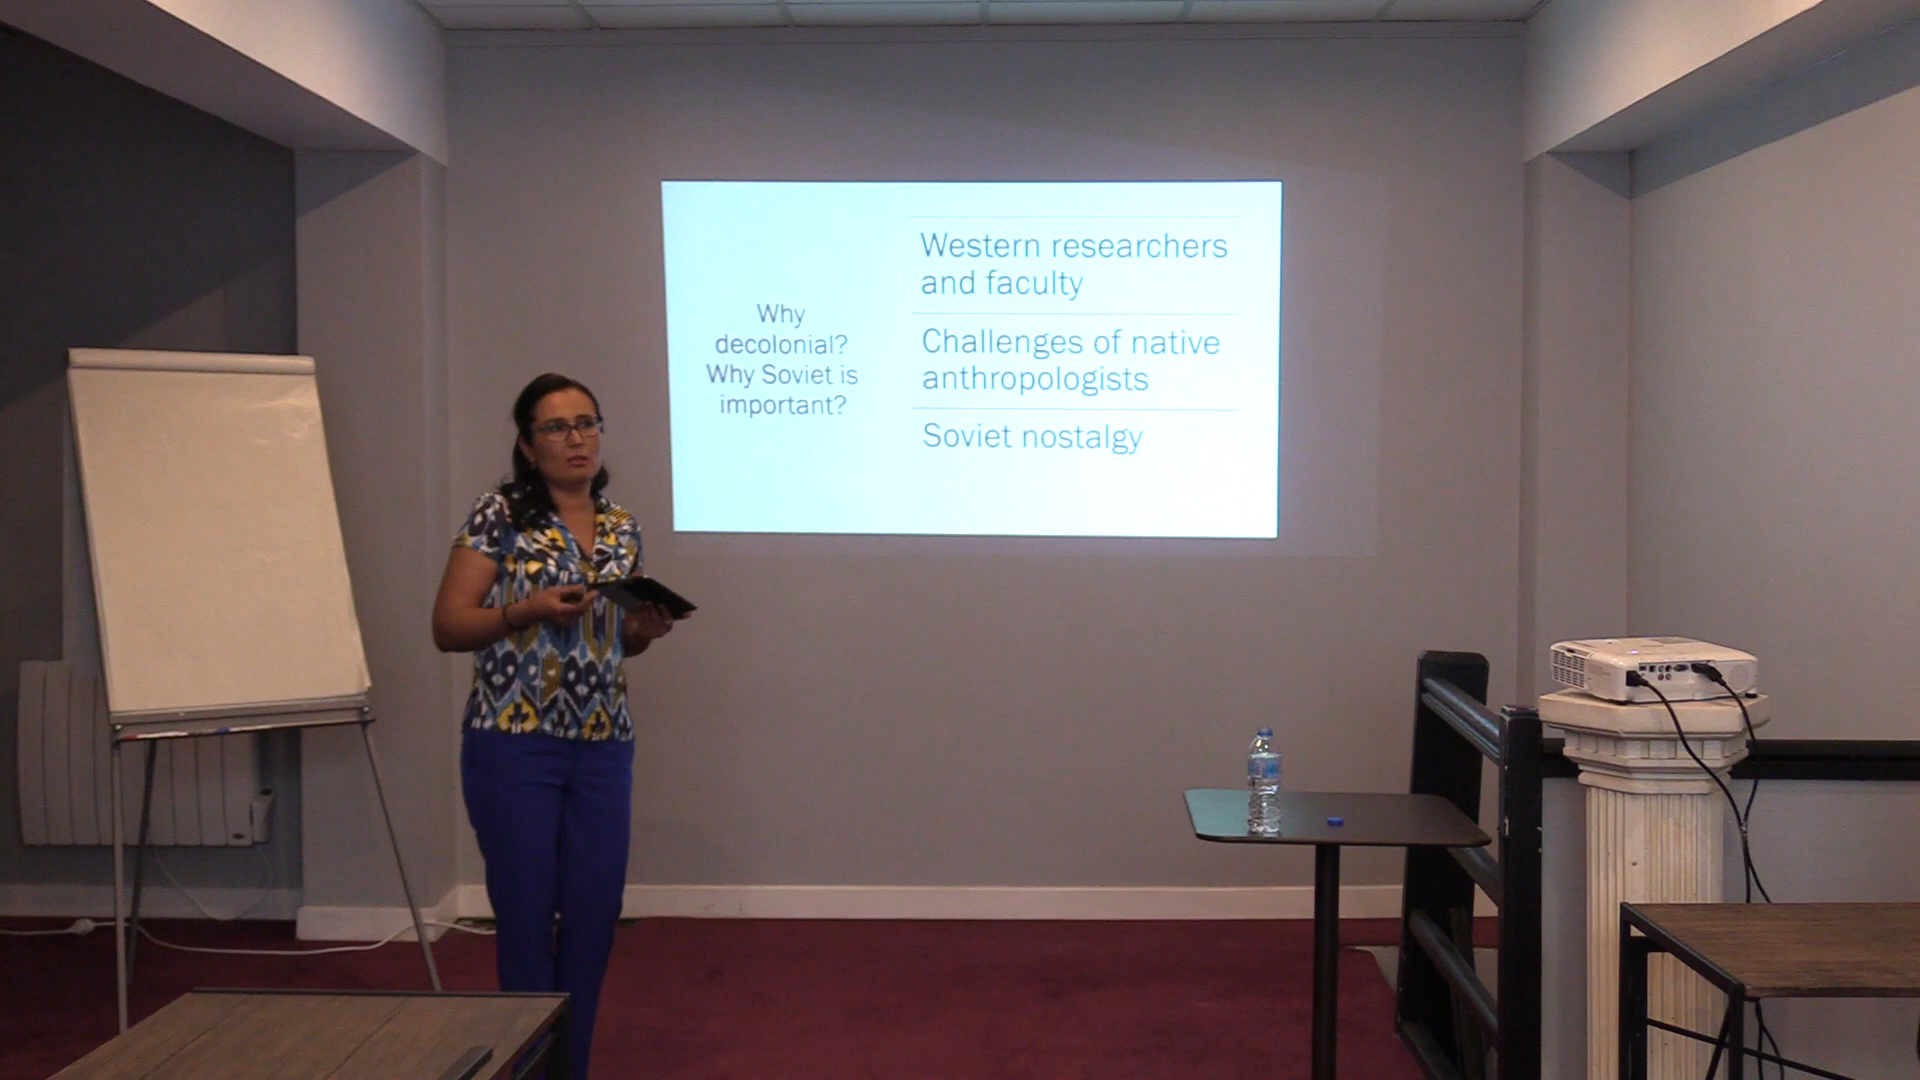 Why
decolonial?
Why Soviet is
important?
Western researchers
and faculty
Challenges of native
anthropologists
Soviet nostalgy